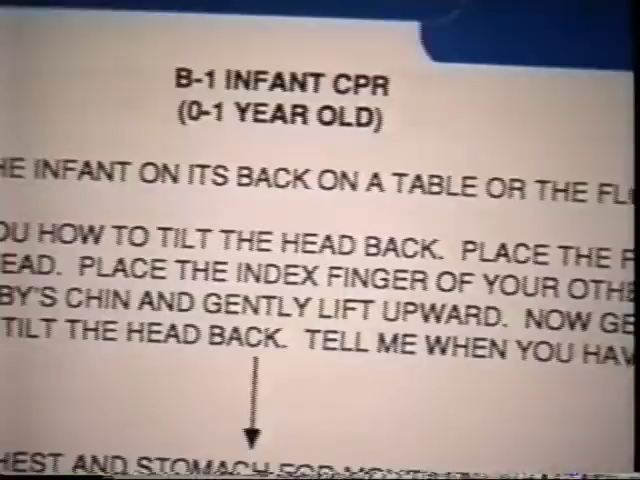 B-1 INFANT CPR
(0-1 YEAR OLD)
HE INFANT ON ITS BACK ON A TABLE OR THE FL
OU HOW TO TILT THE HEAD BACK. PLACE THE
EAD. PLACE THE INDEX FINGER OF YOUR OTHE
BY'S CHIN AND GENTLY LIFT UPWARD. NOW GE
TILT THE HEAD BACK. TELL ME WHEN YOU HAV
HEST AND STOMACH FOR